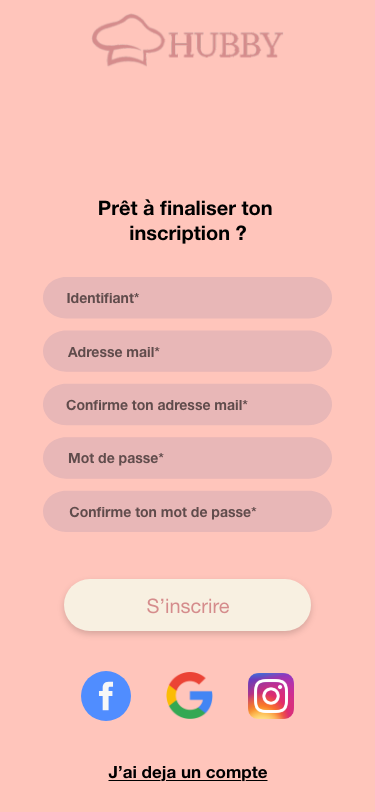 HUBBY
Prêt à finaliser ton
inscription ?
Identifiant*
Adresse mail*
Confirme ton adresse mail*
Mot de passe*
Confirme ton mot de passe*
S’inscrire
J’ai deja un compte